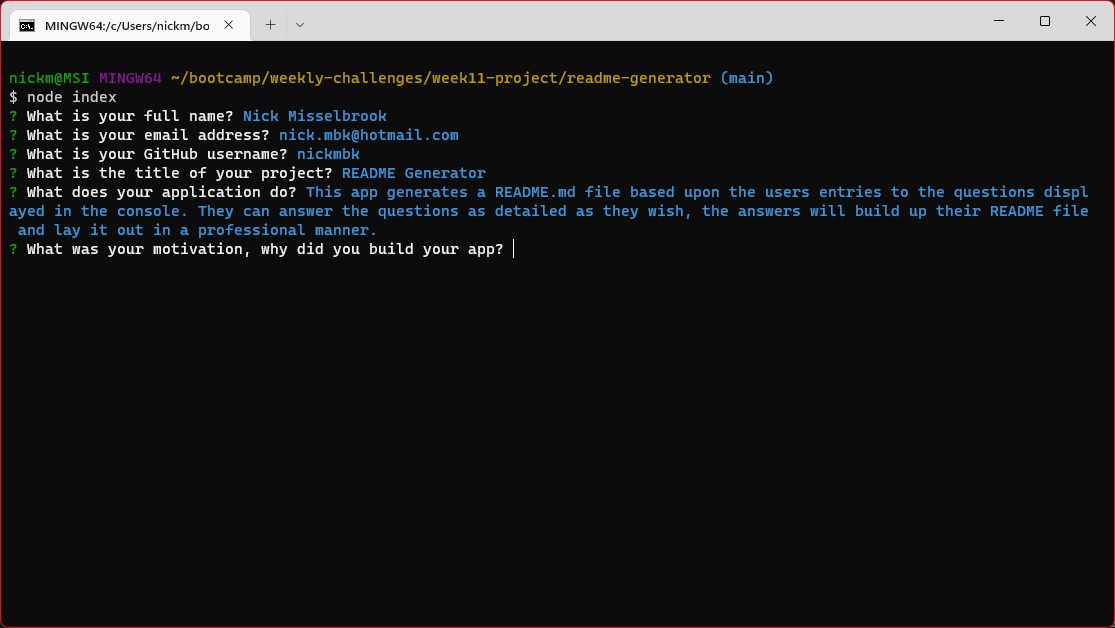 MINGW64:/c/Users/nickm/bo
nickm@MSI MINGW64 ~/bootcamp/weekly-challenges/week11-project/readme-generator (main)
$ node index
? What is your full name? Nick Misselbrook
? What is your email address? nick.mbk@hotmail.com
? What is your GitHub username? nickmbk
? What is the title of your project? README Generator
? What does your application do? This app generates a README.md file based upon the users entries to the questions displ
ayed in the console. They can answer the questions as detailed as they wish, the answers will build up their README file
 and lay it out in a professional manner.
? What was your motivation, why did you build your app?